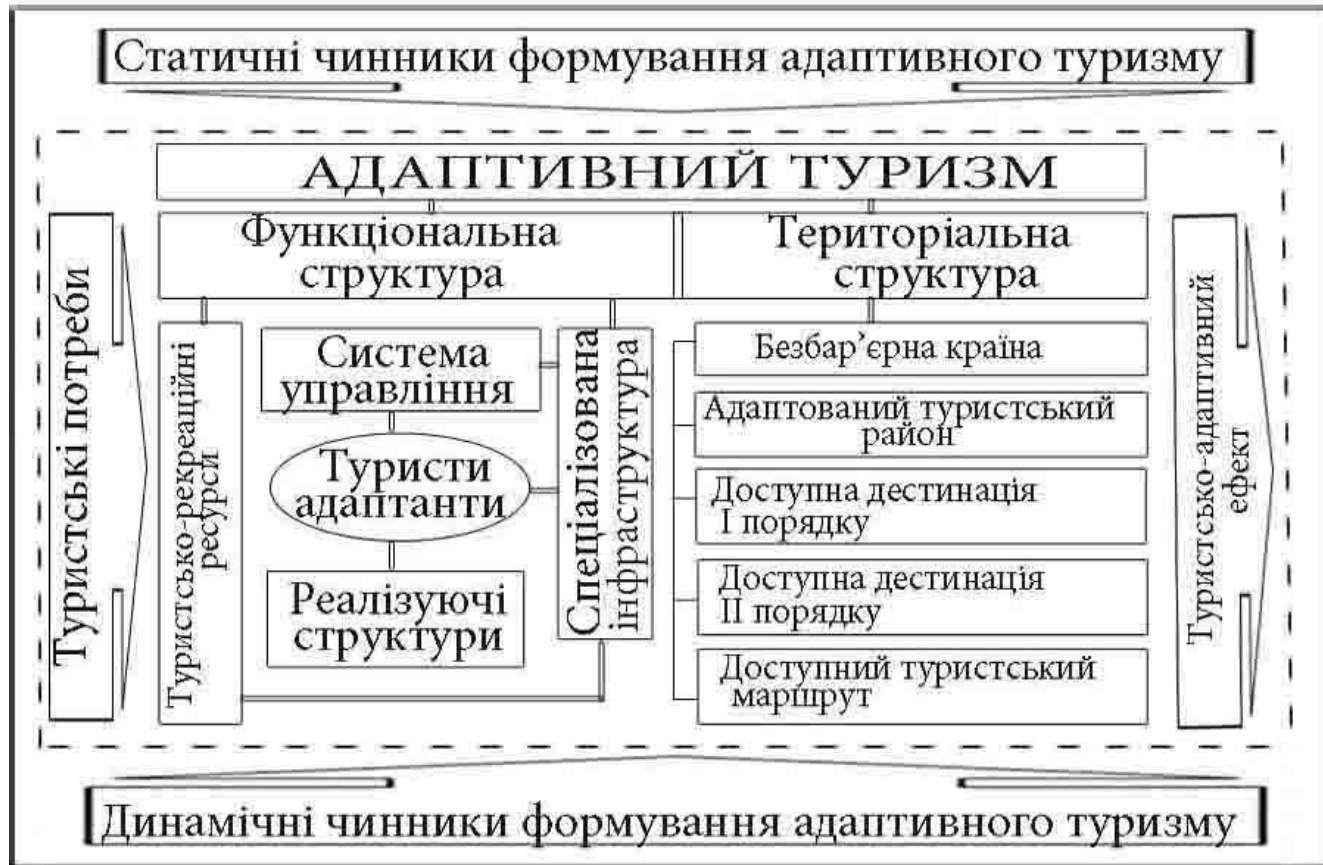 Статичні чинники формування адаптивного туризму
АДАПТИВНИЙ ТУРИЗМ
Туристські потреби
Функціональна
структура
Територіальна
структура
Туристсько-рекреаційні
ресурси
Система
управління
Туристи
адаптанти
Реалізуючі
структури
Спеціалізована
інфраструктура
Безбар’єрна країна
Адаптований туристський
район
Доступна дестинація
І порядку
Доступна дестинація
ІІ порядку
Доступний туристський
маршрут
Туристсько-адаптивний
ефект
Динамічні чинники формування адаптивного туризму